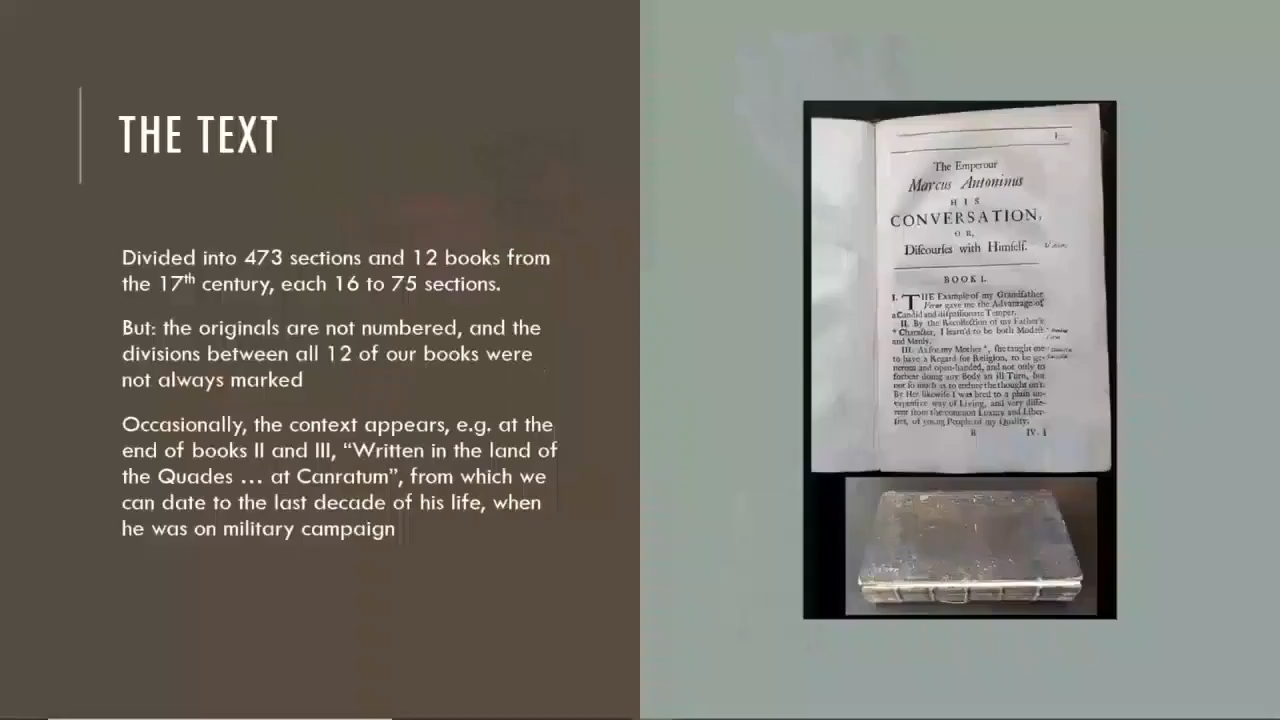 THE TEXT
Divided into 473 sections and 12 books from
the 17th century, each 16 to 75 sections.
But: the originals are not numbered, and the
divisions between all 12 of our books were
not always marked
Occasionally, the context appears, e.g. at the
end of books II and III, “Written in the land of
the Quades … at Canratum”, from which we
can date to the last decade of his life, when
he was on military campaign
The Emperour
Marcus Antoninus
HIS
CONVERSATION,
OR,
Discourses with Himself.
BOOK I.
I. THE Example of my Grandfather
Verus gave me the Advantage of
a Candid and dispassionate Temper.
II. By the Recollection of my Father's
* Character, I learn'd to be both Modest
and Manly.
III. As for my Mother *, she taught me
to have a Regard for Religion, to be ge-
nerous and open-handed, and not only to
forbear doing any Body an ill Turn, but
not so much as to endure the thought on't.
By Her likewise I was bred to a plain un-
expensive way of Living, and very diffe-
rent from the common Luxury and Liber-
ties, of young People of my Quality.
B IV. I